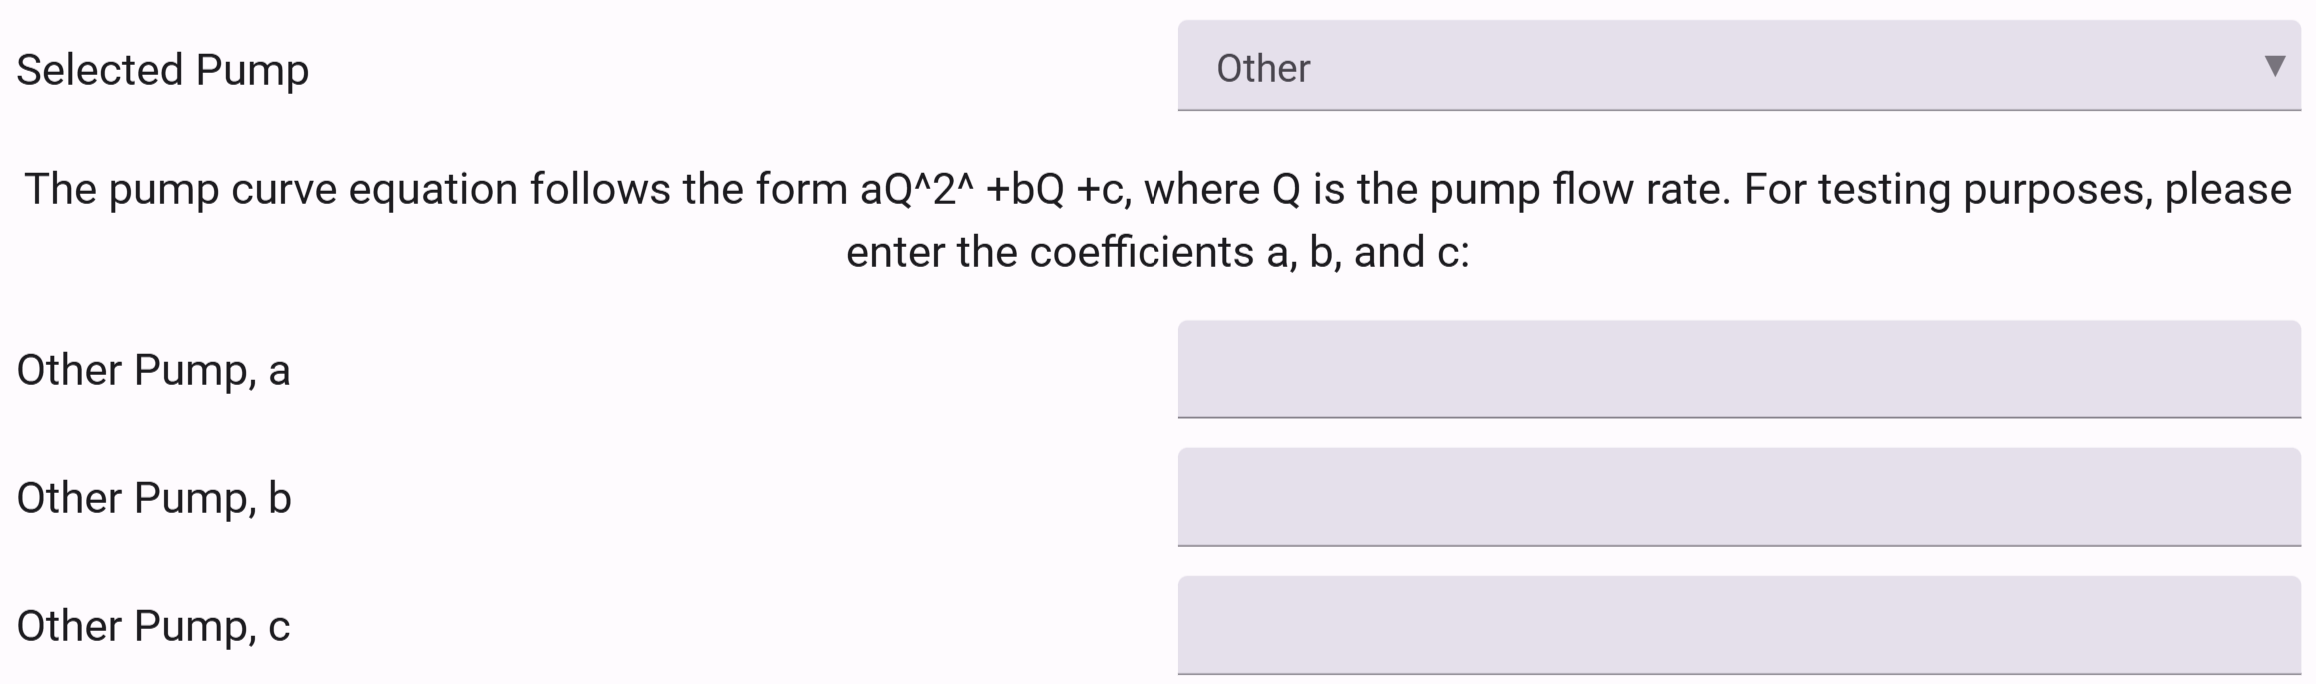 Selected Pump
Other
The pump curve equation follows the form aQ^2^ +bQ +c, where Q is the pump flow rate. For testing purposes, please
enter the coefficients a, b, and c:
Other Pump, a
Other Pump, b
Other Pump, c